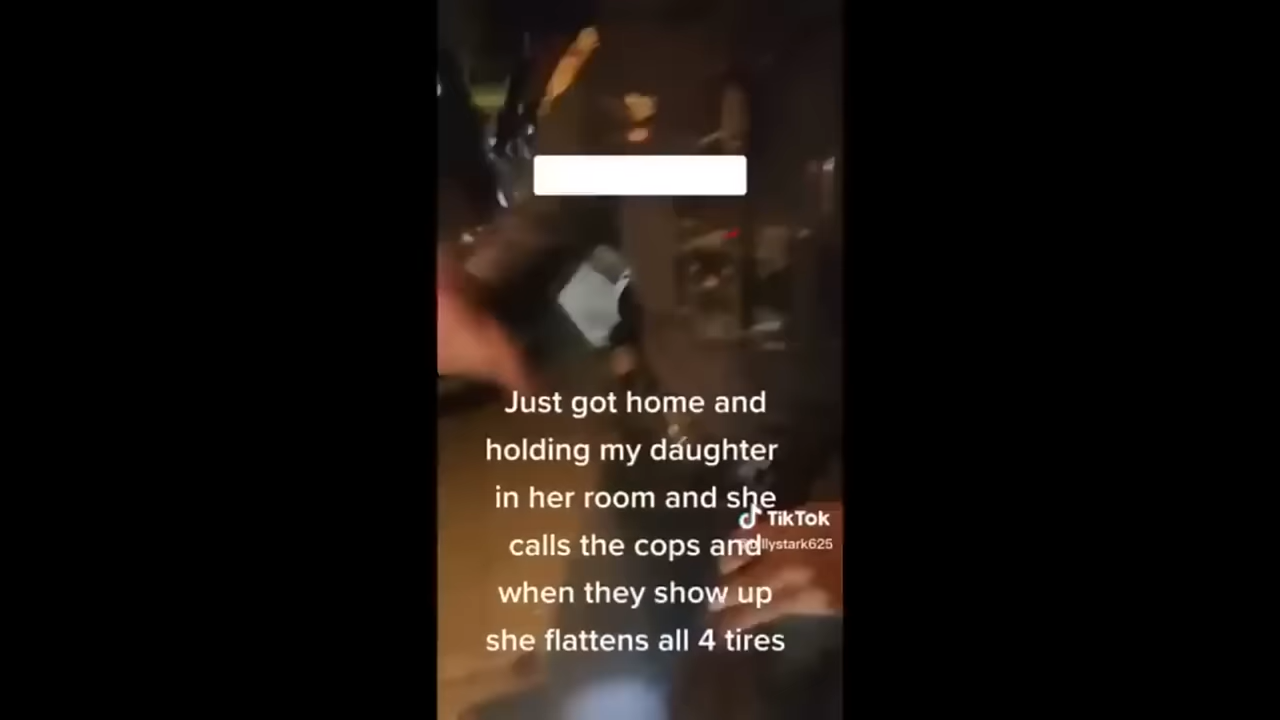 Just got home and
holding my daughter
in her room and she
calls the cops and
when they show up
she flattens all 4 tires
TikTok